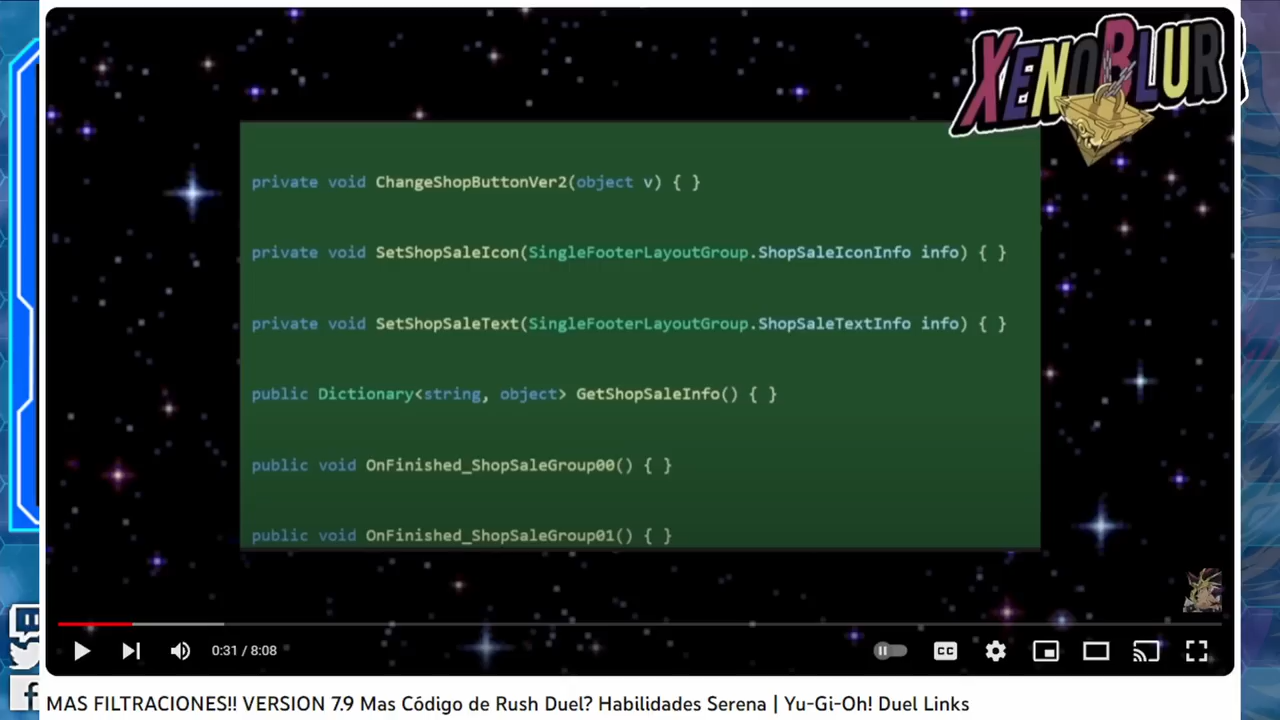 XENOBLUR
private void ChangeShopButtonVer2(object v) { }
private void SetShopSaleIcon(SingleFooterLayoutGroup.ShopSaleIconInfo info) { }
private void SetShopSaleText(SingleFooterLayoutGroup.ShopSaleTextInfo info) { }
public Dictionary<string, object> GetShopSaleInfo() { }
public void OnFinished_ShopSaleGroup00() { }
public void OnFinished_ShopSaleGroup01() { }
0:31 / 8:08
CC
MAS FILTRACIONES!! VERSION 7.9 Mas Código de Rush Duel? Habilidades Serena | Yu-Gi-Oh! Duel Links